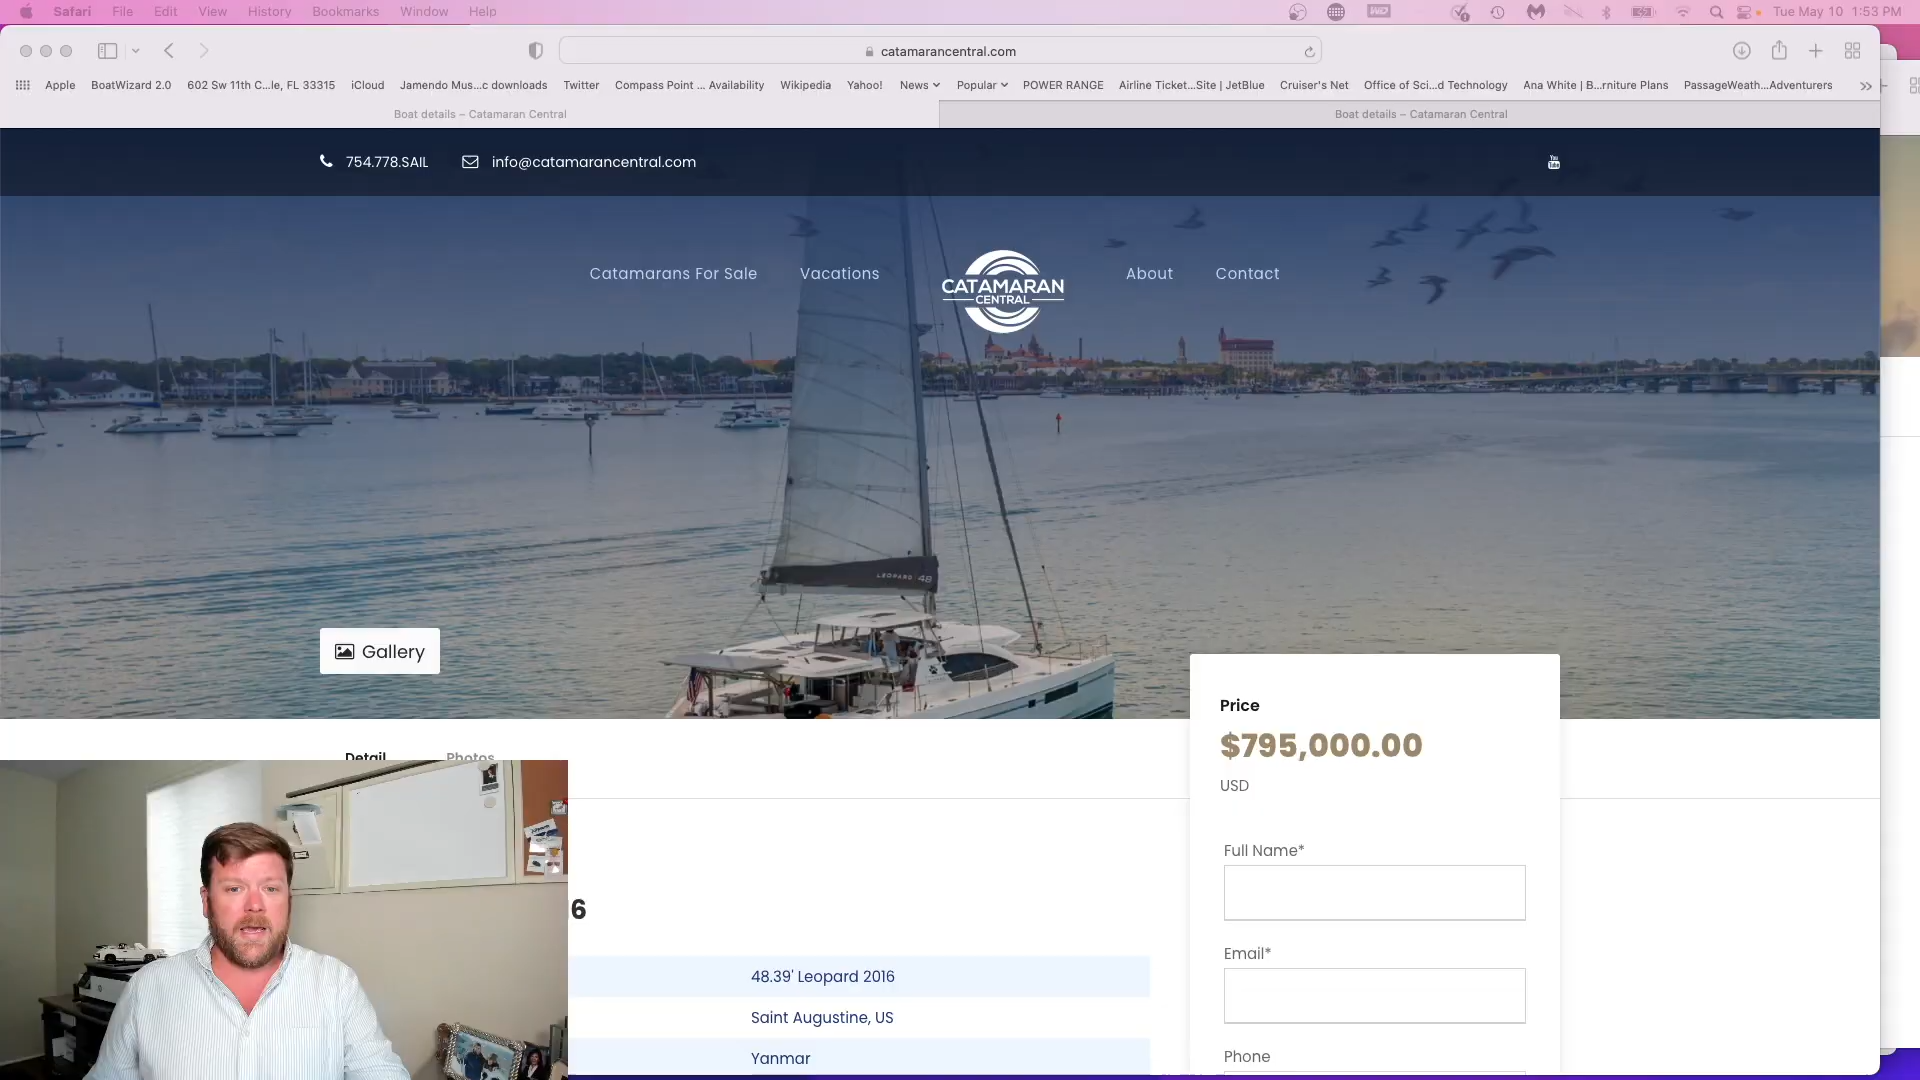 Safari File Edit View History Bookmarks Window Help
WD
Tue May 10 1:53 PM
catamarancentral.com
Apple BoatWizard 2.0 602 Sw 11th C...le, FL 33315 iCloud Jamendo Mus...c downloads Twitter Compass Point ... Availability Wikipedia Yahoo! News Popular POWER RANGE Airline Ticket...Site | JetBlue Cruiser's Net Office of Sci...d Technology Ana White | B...rniture Plans PassageWeath...Adventurers
Boat details – Catamaran Central
Boat details – Catamaran Central
754.778.SAIL info@catamarancentral.com
You Tube
Catamarans For Sale Vacations
CATAMARAN
CENTRAL
About Contact
LEOPARD 48
Gallery
Price
$795,000.00
USD
Detail Photos
Full Name*
6
Email*
48.39' Leopard 2016
Saint Augustine, US
Yanmar
Phone